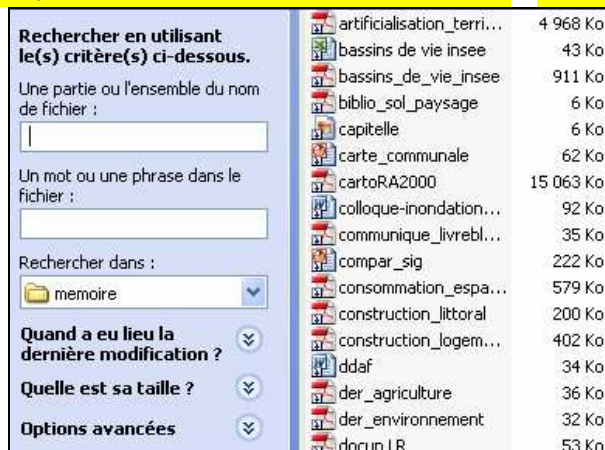 Rechercher en utilisant
le(s) critère(s) ci-dessous.
Une partie ou l'ensemble du nom
de fichier :
Un mot ou une phrase dans le
fichier :
Rechercher dans :
memoire
Quand a eu lieu la
dernière modification ?
Quelle est sa taille ?
Options avancées
artificialisation_terri... 4 968 Ko
bassins de vie insee 43 Ko
bassins_de_vie_insee 911 Ko
biblio_sol_paysage 6 Ko
capitelle 6 Ko
carte_communale 62 Ko
cartoRA2000 15 063 Ko
colloque-inondation... 92 Ko
communique_livrebl... 35 Ko
compar_sig 222 Ko
consommation_espa... 579 Ko
construction_littoral 200 Ko
construction_logem... 402 Ko
ddaf 34 Ko
der_agriculture 36 Ko
der_environnement 32 Ko
docup LR 53 Ko